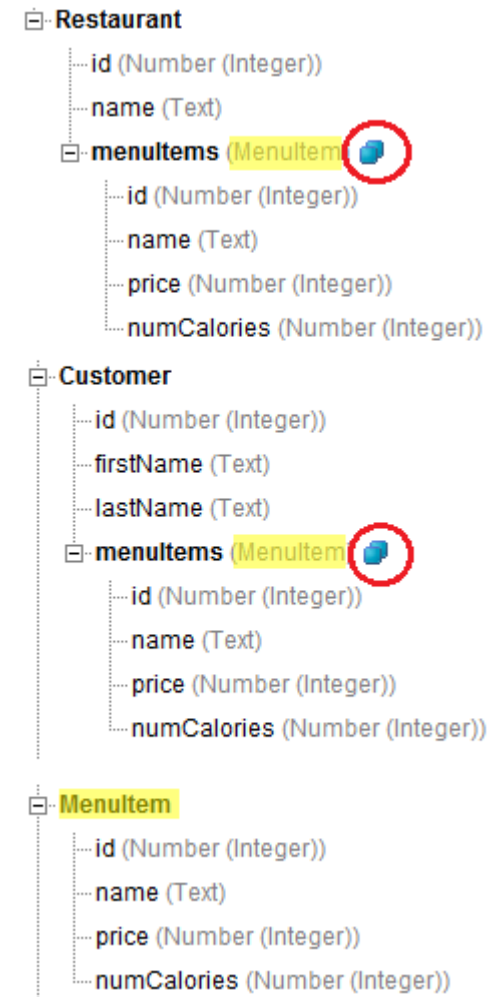 Restaurant
id (Number (Integer))
name (Text)
menuItems (MenuItem
id (Number (Integer))
name (Text)
price (Number (Integer))
numCalories (Number (Integer))
Customer
id (Number (Integer))
firstName (Text)
lastName (Text)
menuItems (MenuItem
id (Number (Integer))
name (Text)
price (Number (Integer))
numCalories (Number (Integer))
MenuItem
id (Number (Integer))
name (Text)
price (Number (Integer))
numCalories (Number (Integer))